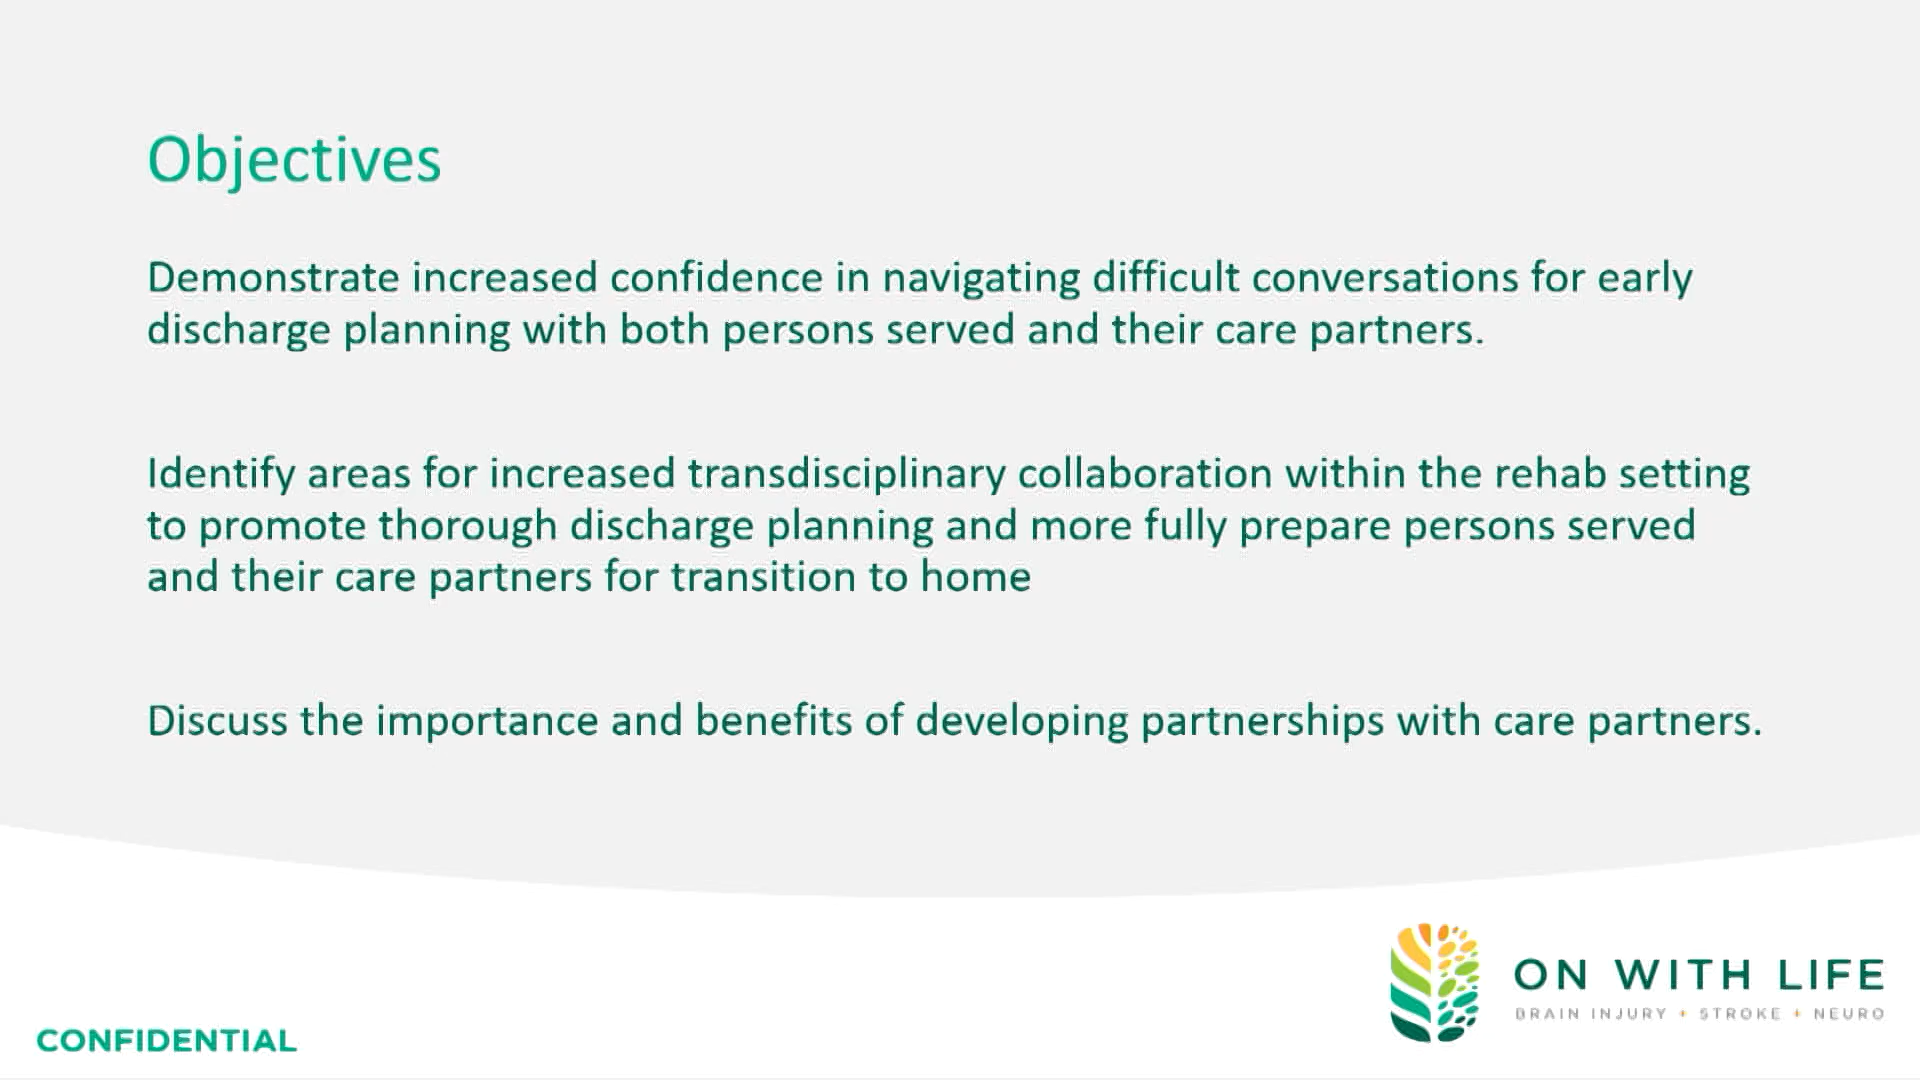 Objectives
Demonstrate increased confidence in navigating difficult conversations for early
discharge planning with both persons served and their care partners.
Identify areas for increased transdisciplinary collaboration within the rehab setting
to promote thorough discharge planning and more fully prepare persons served
and their care partners for transition to home
Discuss the importance and benefits of developing partnerships with care partners.
ON WITH LIFE
BRAIN INJURY + STROKE + NEURO
CONFIDENTIAL